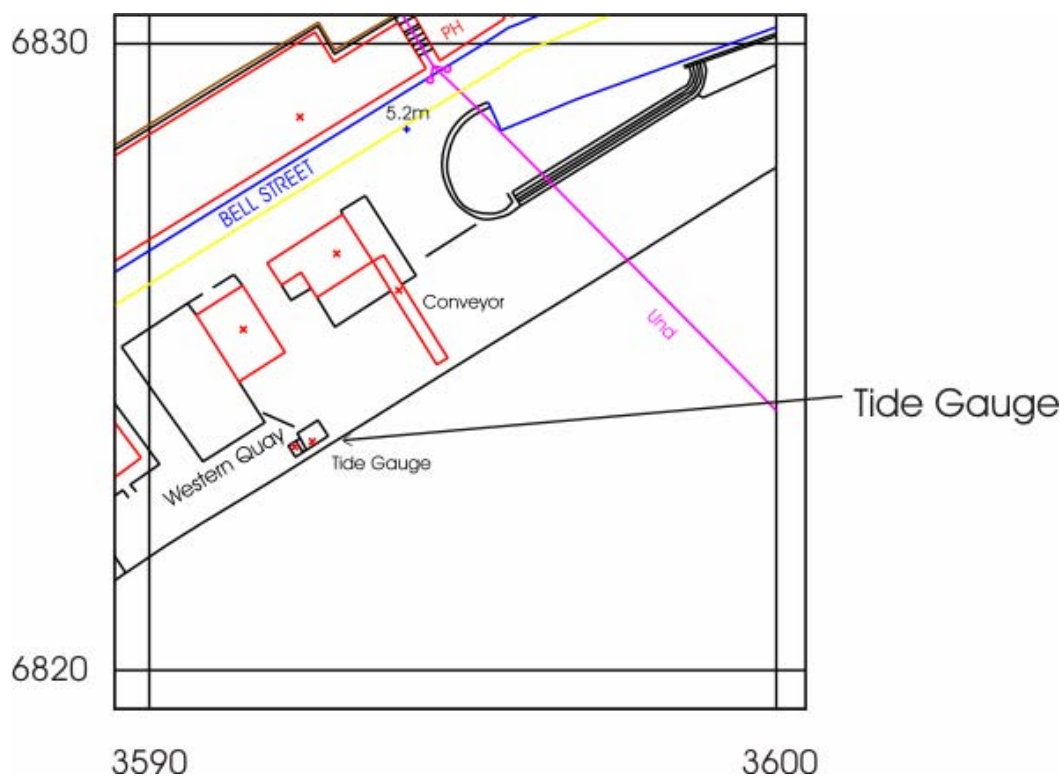 6830
PH
5.2m
BELL STREET
Conveyor
Und
Tide Gauge
Western Quay
Tide Gauge
6820
3590
3600